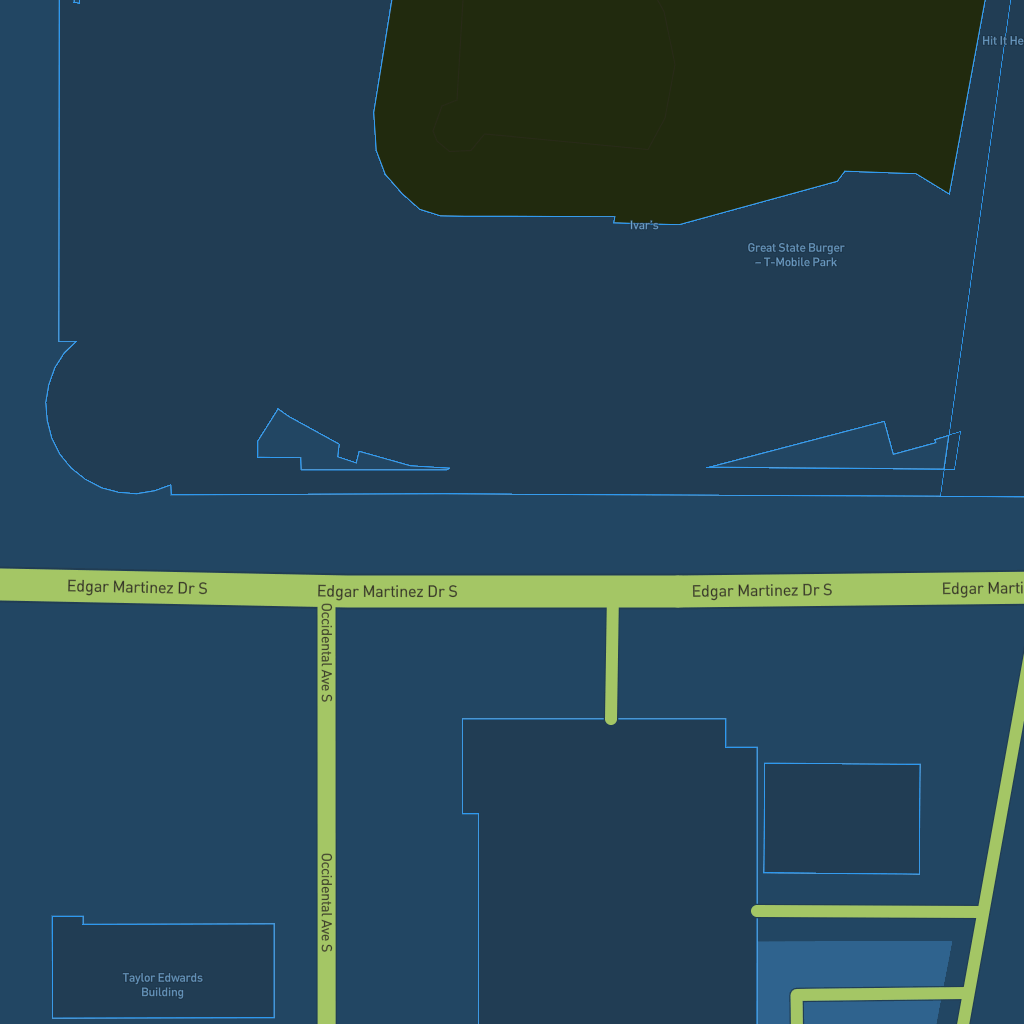 Hit It He
Ivar's
Great State Burger
– T-Mobile Park
Edgar Martinez Dr S
Edgar Martinez Dr S
Edgar Martinez Dr S
Edgar Marti
Occidental Ave S
Occidental Ave S
Taylor Edwards
Building